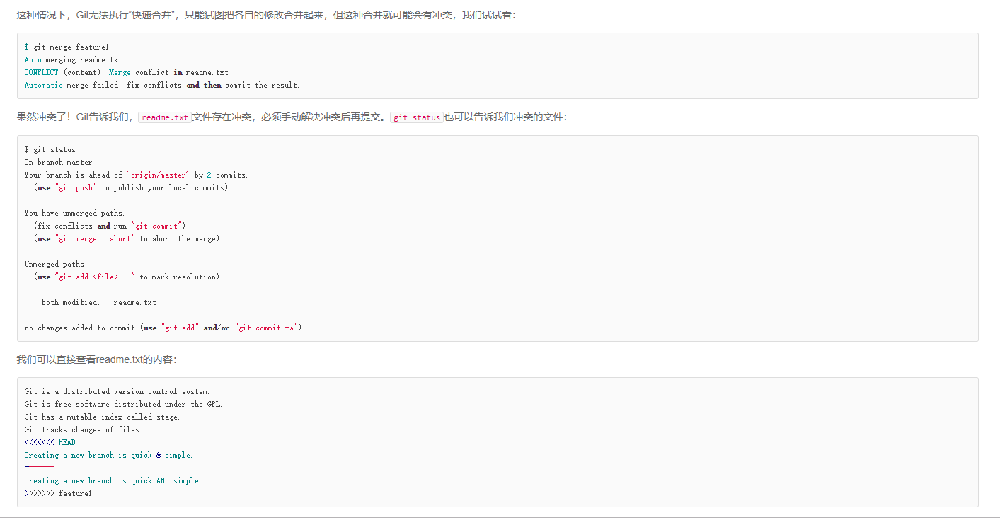 这种情况下，Git无法执行“快速合并”，只能试图把各自的修改合并起来，但这种合并就可能会有冲突，我们试试看：
$ git merge feature1
Auto-merging readme.txt
CONFLICT (content): Merge conflict in readme.txt
Automatic merge failed; fix conflicts and then commit the result.
果然冲突了！Git告诉我们，readme.txt文件存在冲突，必须手动解决冲突后再提交。git status也可以告诉我们冲突的文件：
$ git status
On branch master
Your branch is ahead of 'origin/master' by 2 commits.
  (use "git push" to publish your local commits)
You have unmerged paths.
  (fix conflicts and run "git commit")
  (use "git merge --abort" to abort the merge)
Unmerged paths:
  (use "git add <file>..." to mark resolution)
    both modified:   readme.txt
no changes added to commit (use "git add" and/or "git commit -a")
我们可以直接查看readme.txt的内容：
Git is a distributed version control system.
Git is free software distributed under the GPL.
Git has a mutable index called stage.
Git tracks changes of files.
<<<<<<< HEAD
Creating a new branch is quick & simple.
=======
Creating a new branch is quick AND simple.
>>>>>>> feature1